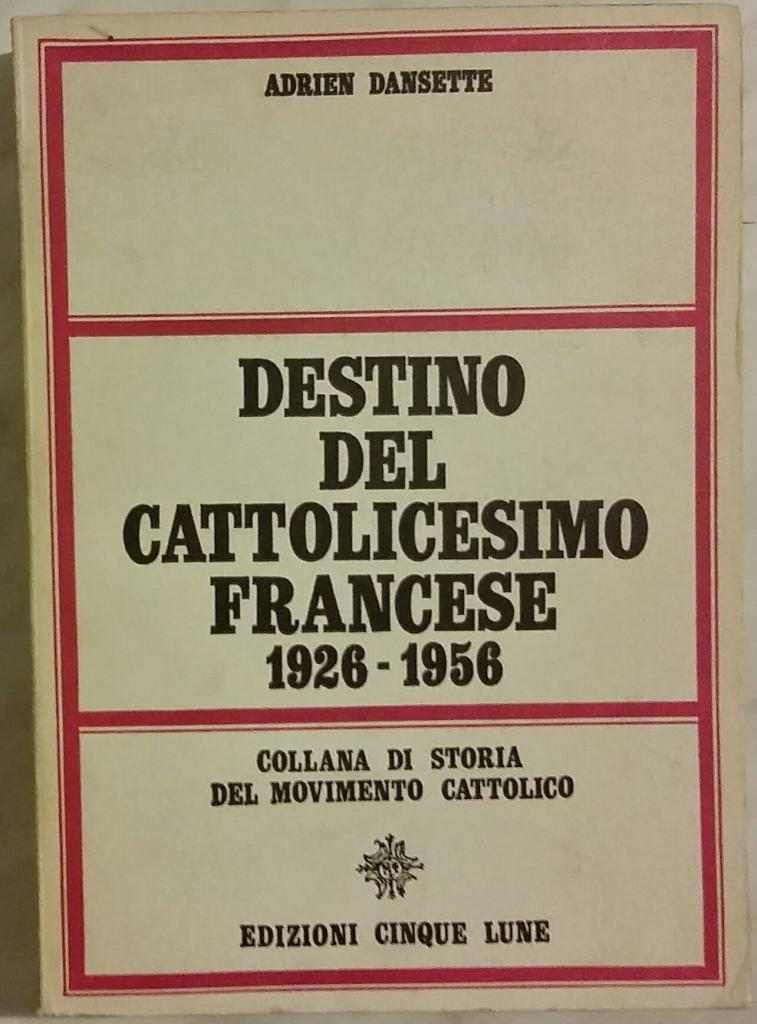 ADRIEN DANSETTE
DESTINO
DEL
CATTOLICESIMO
FRANCESE
1926 - 1956
COLLANA DI STORIA
DEL MOVIMENTO CATTOLICO
EDIZIONI CINQUE LUNE